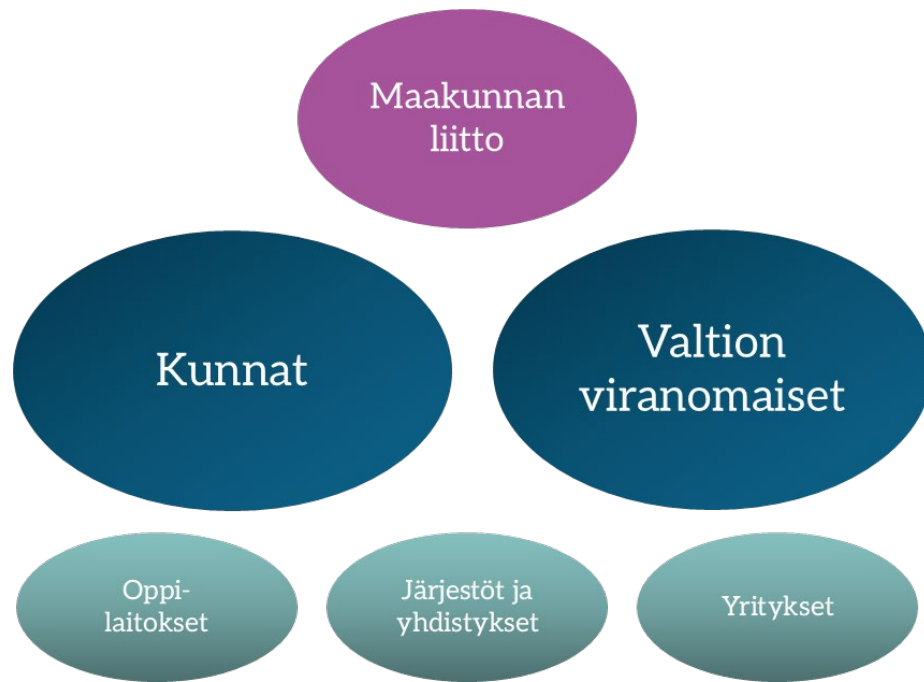 Maakunnan
liitto
Kunnat
Valtion
viranomaiset
Oppi-
laitokset
Järjestöt ja
yhdistykset
Yritykset